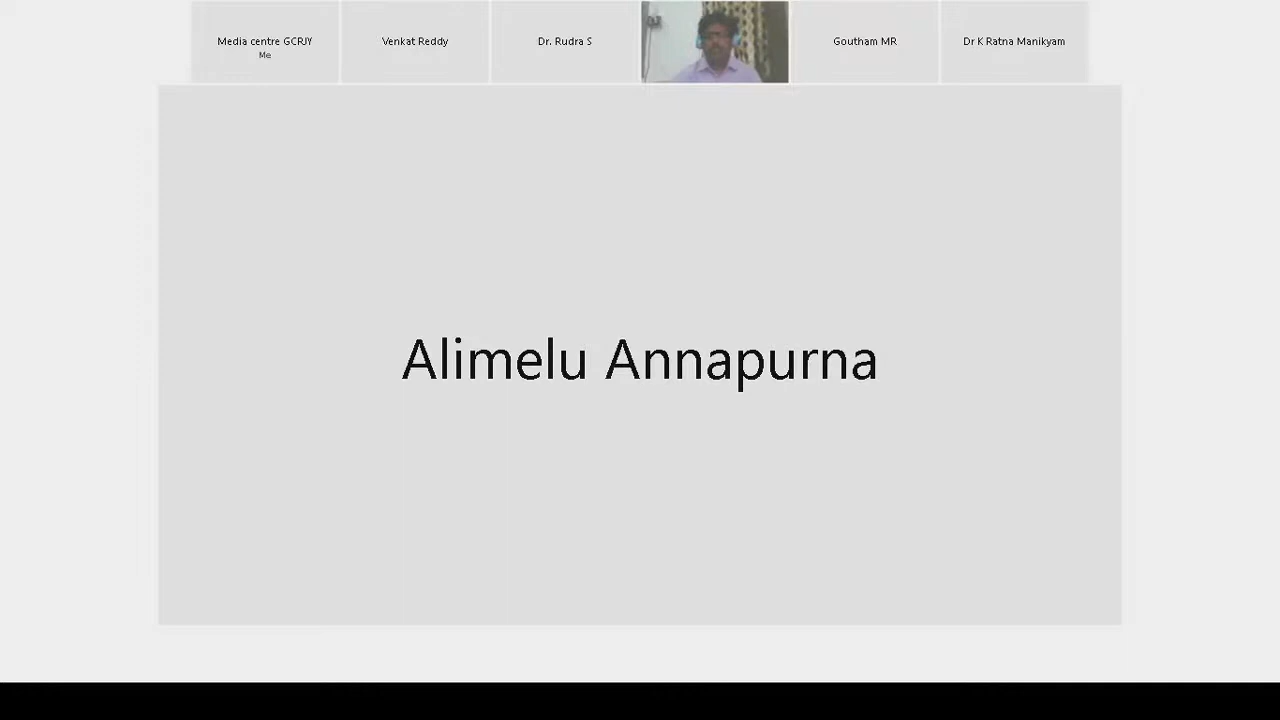 Media centre GCRJY
Me
Venkat Reddy
Dr. Rudra S
Goutham MR
Dr K Ratna Manikyam
Alimelu Annapurna